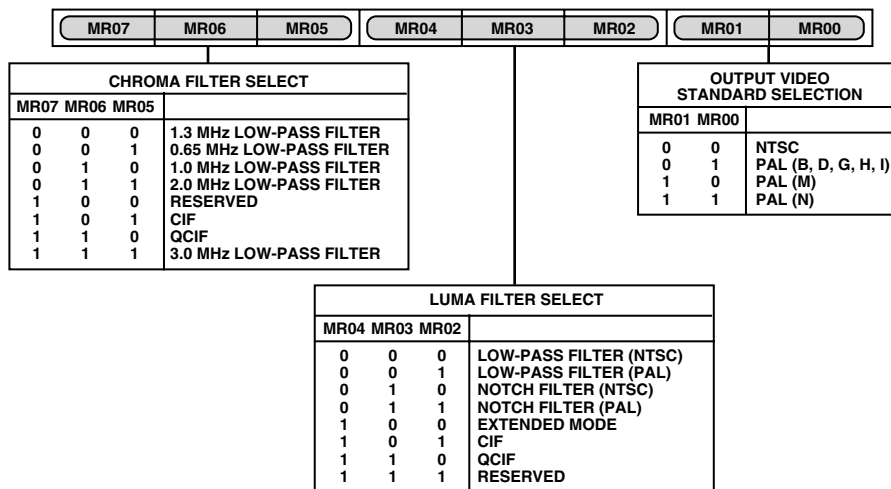 MR07 MR06 MR05 MR04 MR03 MR02 MR01 MR00
CHROMA FILTER SELECT
MR07 MR06 MR05
0 0 0 1.3 MHz LOW-PASS FILTER
0 0 1 0.65 MHz LOW-PASS FILTER
0 1 0 1.0 MHz LOW-PASS FILTER
0 1 1 2.0 MHz LOW-PASS FILTER
1 0 0 RESERVED
1 0 1 CIF
1 1 0 QCIF
1 1 1 3.0 MHz LOW-PASS FILTER
OUTPUT VIDEO
STANDARD SELECTION
MR01 MR00
0 0 NTSC
0 1 PAL (B, D, G, H, I)
1 0 PAL (M)
1 1 PAL (N)
LUMA FILTER SELECT
MR04 MR03 MR02
0 0 0 LOW-PASS FILTER (NTSC)
0 0 1 LOW-PASS FILTER (PAL)
0 1 0 NOTCH FILTER (NTSC)
0 1 1 NOTCH FILTER (PAL)
1 0 0 EXTENDED MODE
1 0 1 CIF
1 1 0 QCIF
1 1 1 RESERVED